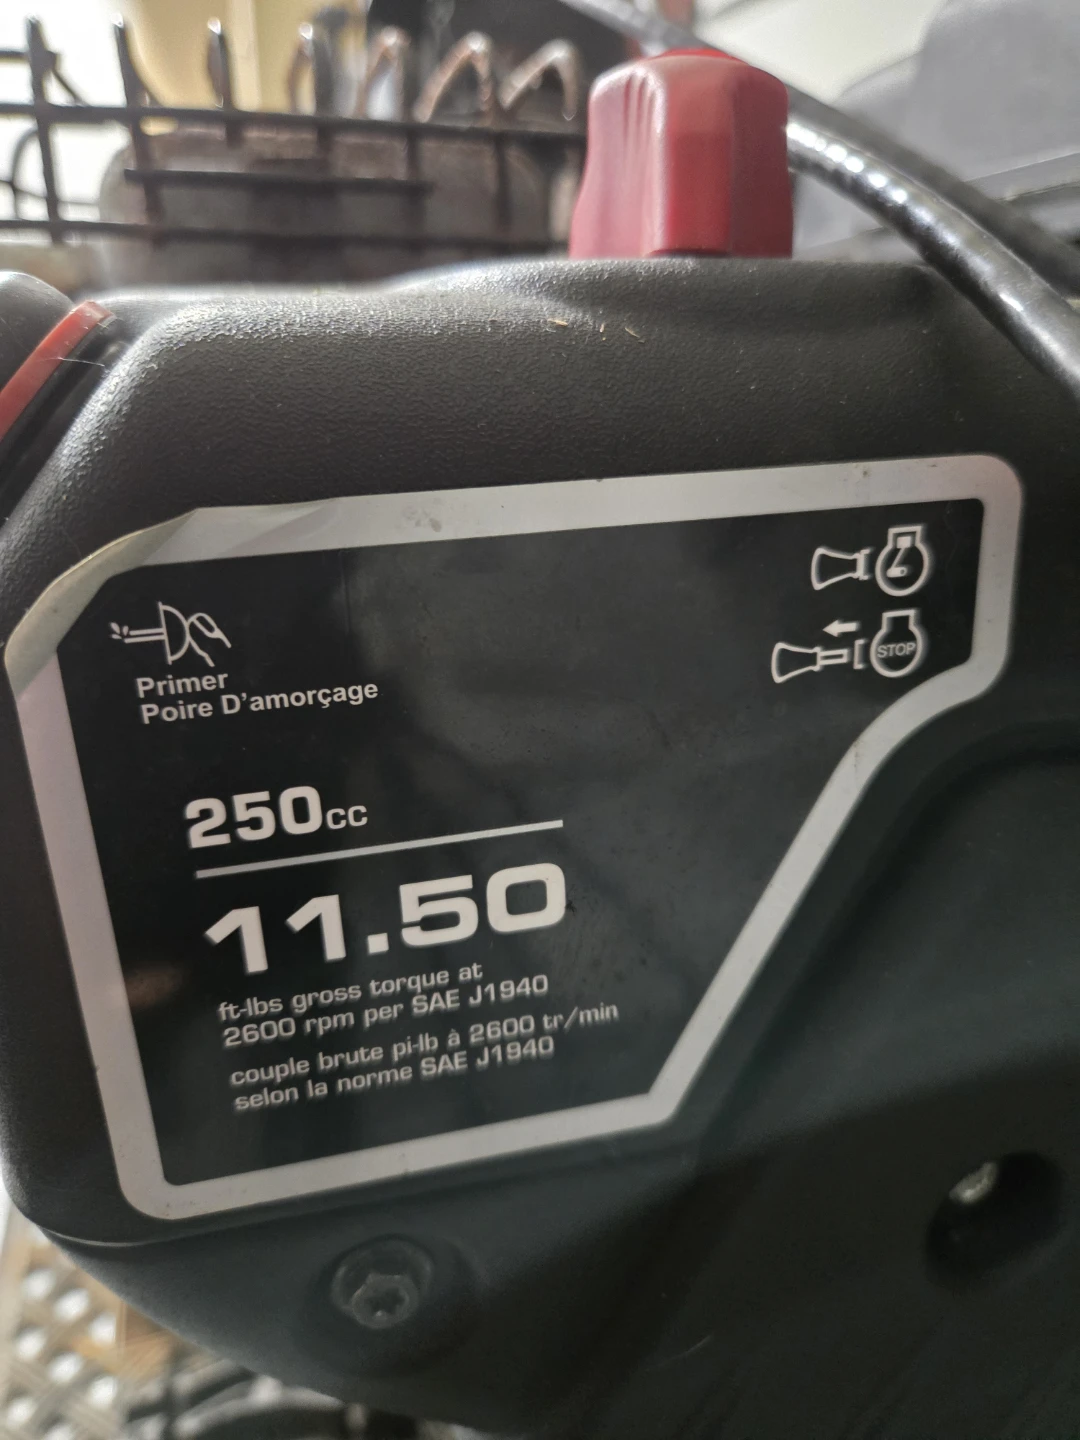 STOP
Primer
Poire D'amorçage
250cc
11.50
ft-lbs gross torque at
2600 rpm per SAE J1940
couple brute pi-lb à 2600 tr/min
selon la norme SAE J1940